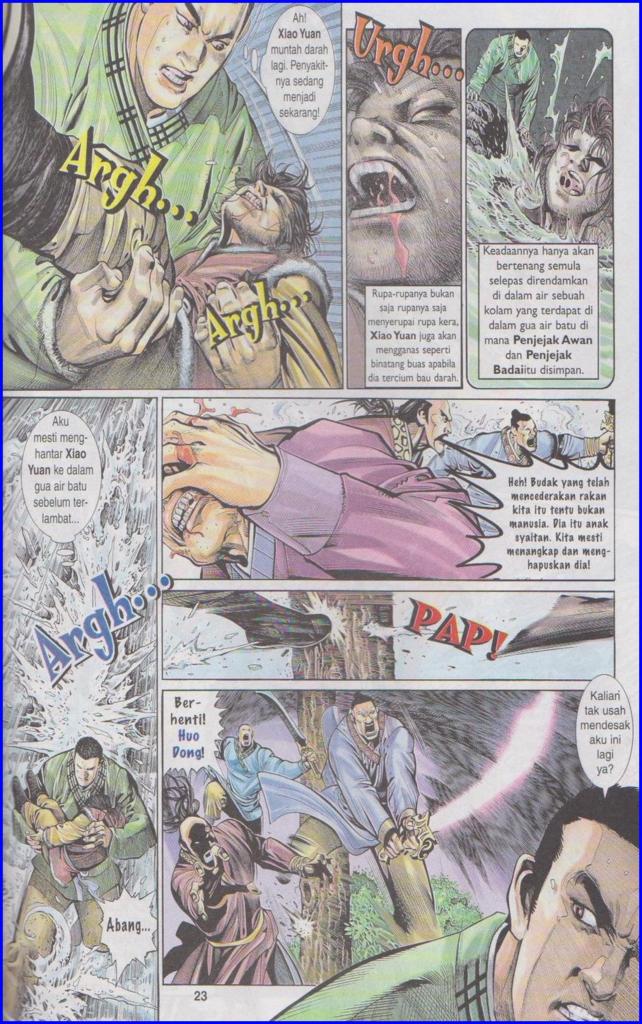 Ah!
Xiao Yuan
muntah darah
lagi. Penyakit-
nya sedang
menjadi
sekarang!
Argh...
Argh...
Urgh...
Rupa-rupanya bukan
saja rupanya saja
menyerupai rupa kera,
Xiao Yuan juga akan
mengganas seperti
binatang buas apabila
dia tercium bau darah.
Keadaannya hanya akan
bertenang semula
selepas direndamkan
di dalam air sebuah
kolam yang terdapat di
dalam gua air batu di
mana Penjejak Awan
dan Penjejak
Badaiitu disimpan.
Aku
mesti meng-
hantar Xiao
Yuan ke dalam
gua air batu
sebelum ter-
lambat...
Argh...
Abang...
Heh! Budak yang telah
mencederakan rakan
kita itu tentu bukan
manusia. Dia itu anak
syaitan. Kita mesti
menangkap dan meng-
hapuskan dia!
PAP!
Ber-
henti!
Huo
Dong!
Kalian
tak usah
mendesak
aku ini
lagi
ya?
23